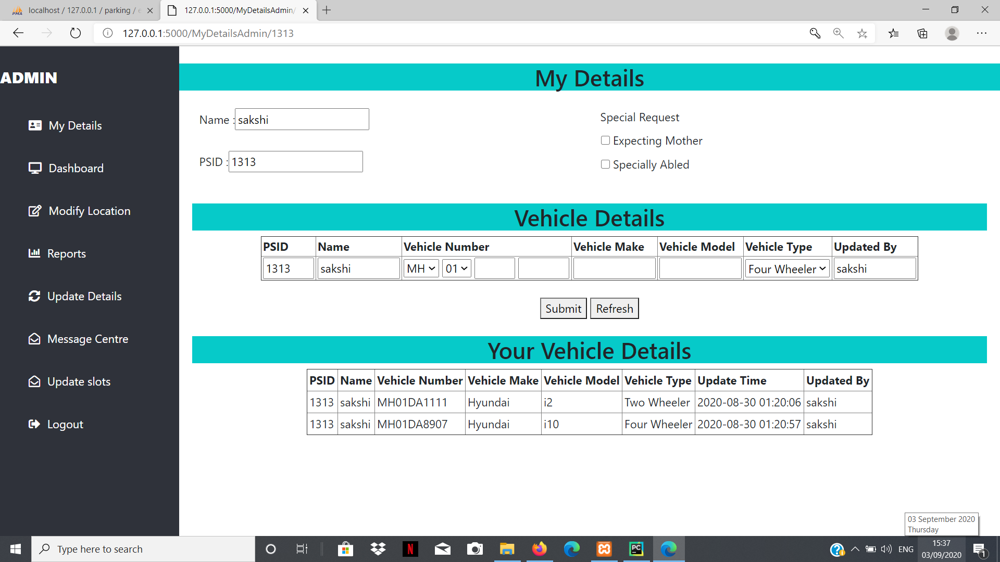 localhost / 127.0.0.1 / parking / e
127.0.0.1:5000/MyDetailsAdmin/
127.0.0.1:5000/MyDetailsAdmin/1313
ADMIN
My Details
Dashboard
Modify Location
Reports
Update Details
Message Centre
Update slots
Logout
My Details
Name : sakshi
PSID : 1313
Special Request
Expecting Mother
Specially Abled
Vehicle Details
PSID Name Vehicle Number Vehicle Make Vehicle Model Vehicle Type Updated By
1313 sakshi MH 01 Four Wheeler sakshi
Submit Refresh
Your Vehicle Details
PSID Name Vehicle Number Vehicle Make Vehicle Model Vehicle Type Update Time Updated By
1313 sakshi MH01DA1111 Hyundai i2 Two Wheeler 2020-08-30 01:20:06 sakshi
1313 sakshi MH01DA8907 Hyundai i10 Four Wheeler 2020-08-30 01:20:57 sakshi
03 September 2020
Thursday
Type here to search
N
PC
ENG
15:37
03/09/2020
1
PMA